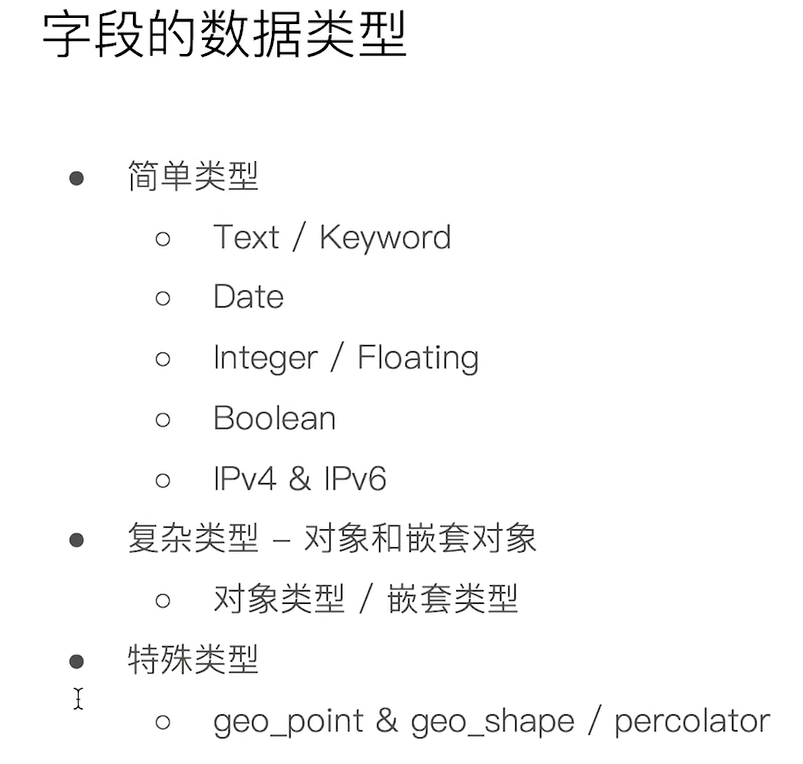 字段的数据类型
● 简单类型
○ Text / Keyword
○ Date
○ Integer / Floating
○ Boolean
○ IPv4 & IPv6
● 复杂类型 – 对象和嵌套对象
○ 对象类型 / 嵌套类型
● 特殊类型
○ geo_point & geo_shape / percolator